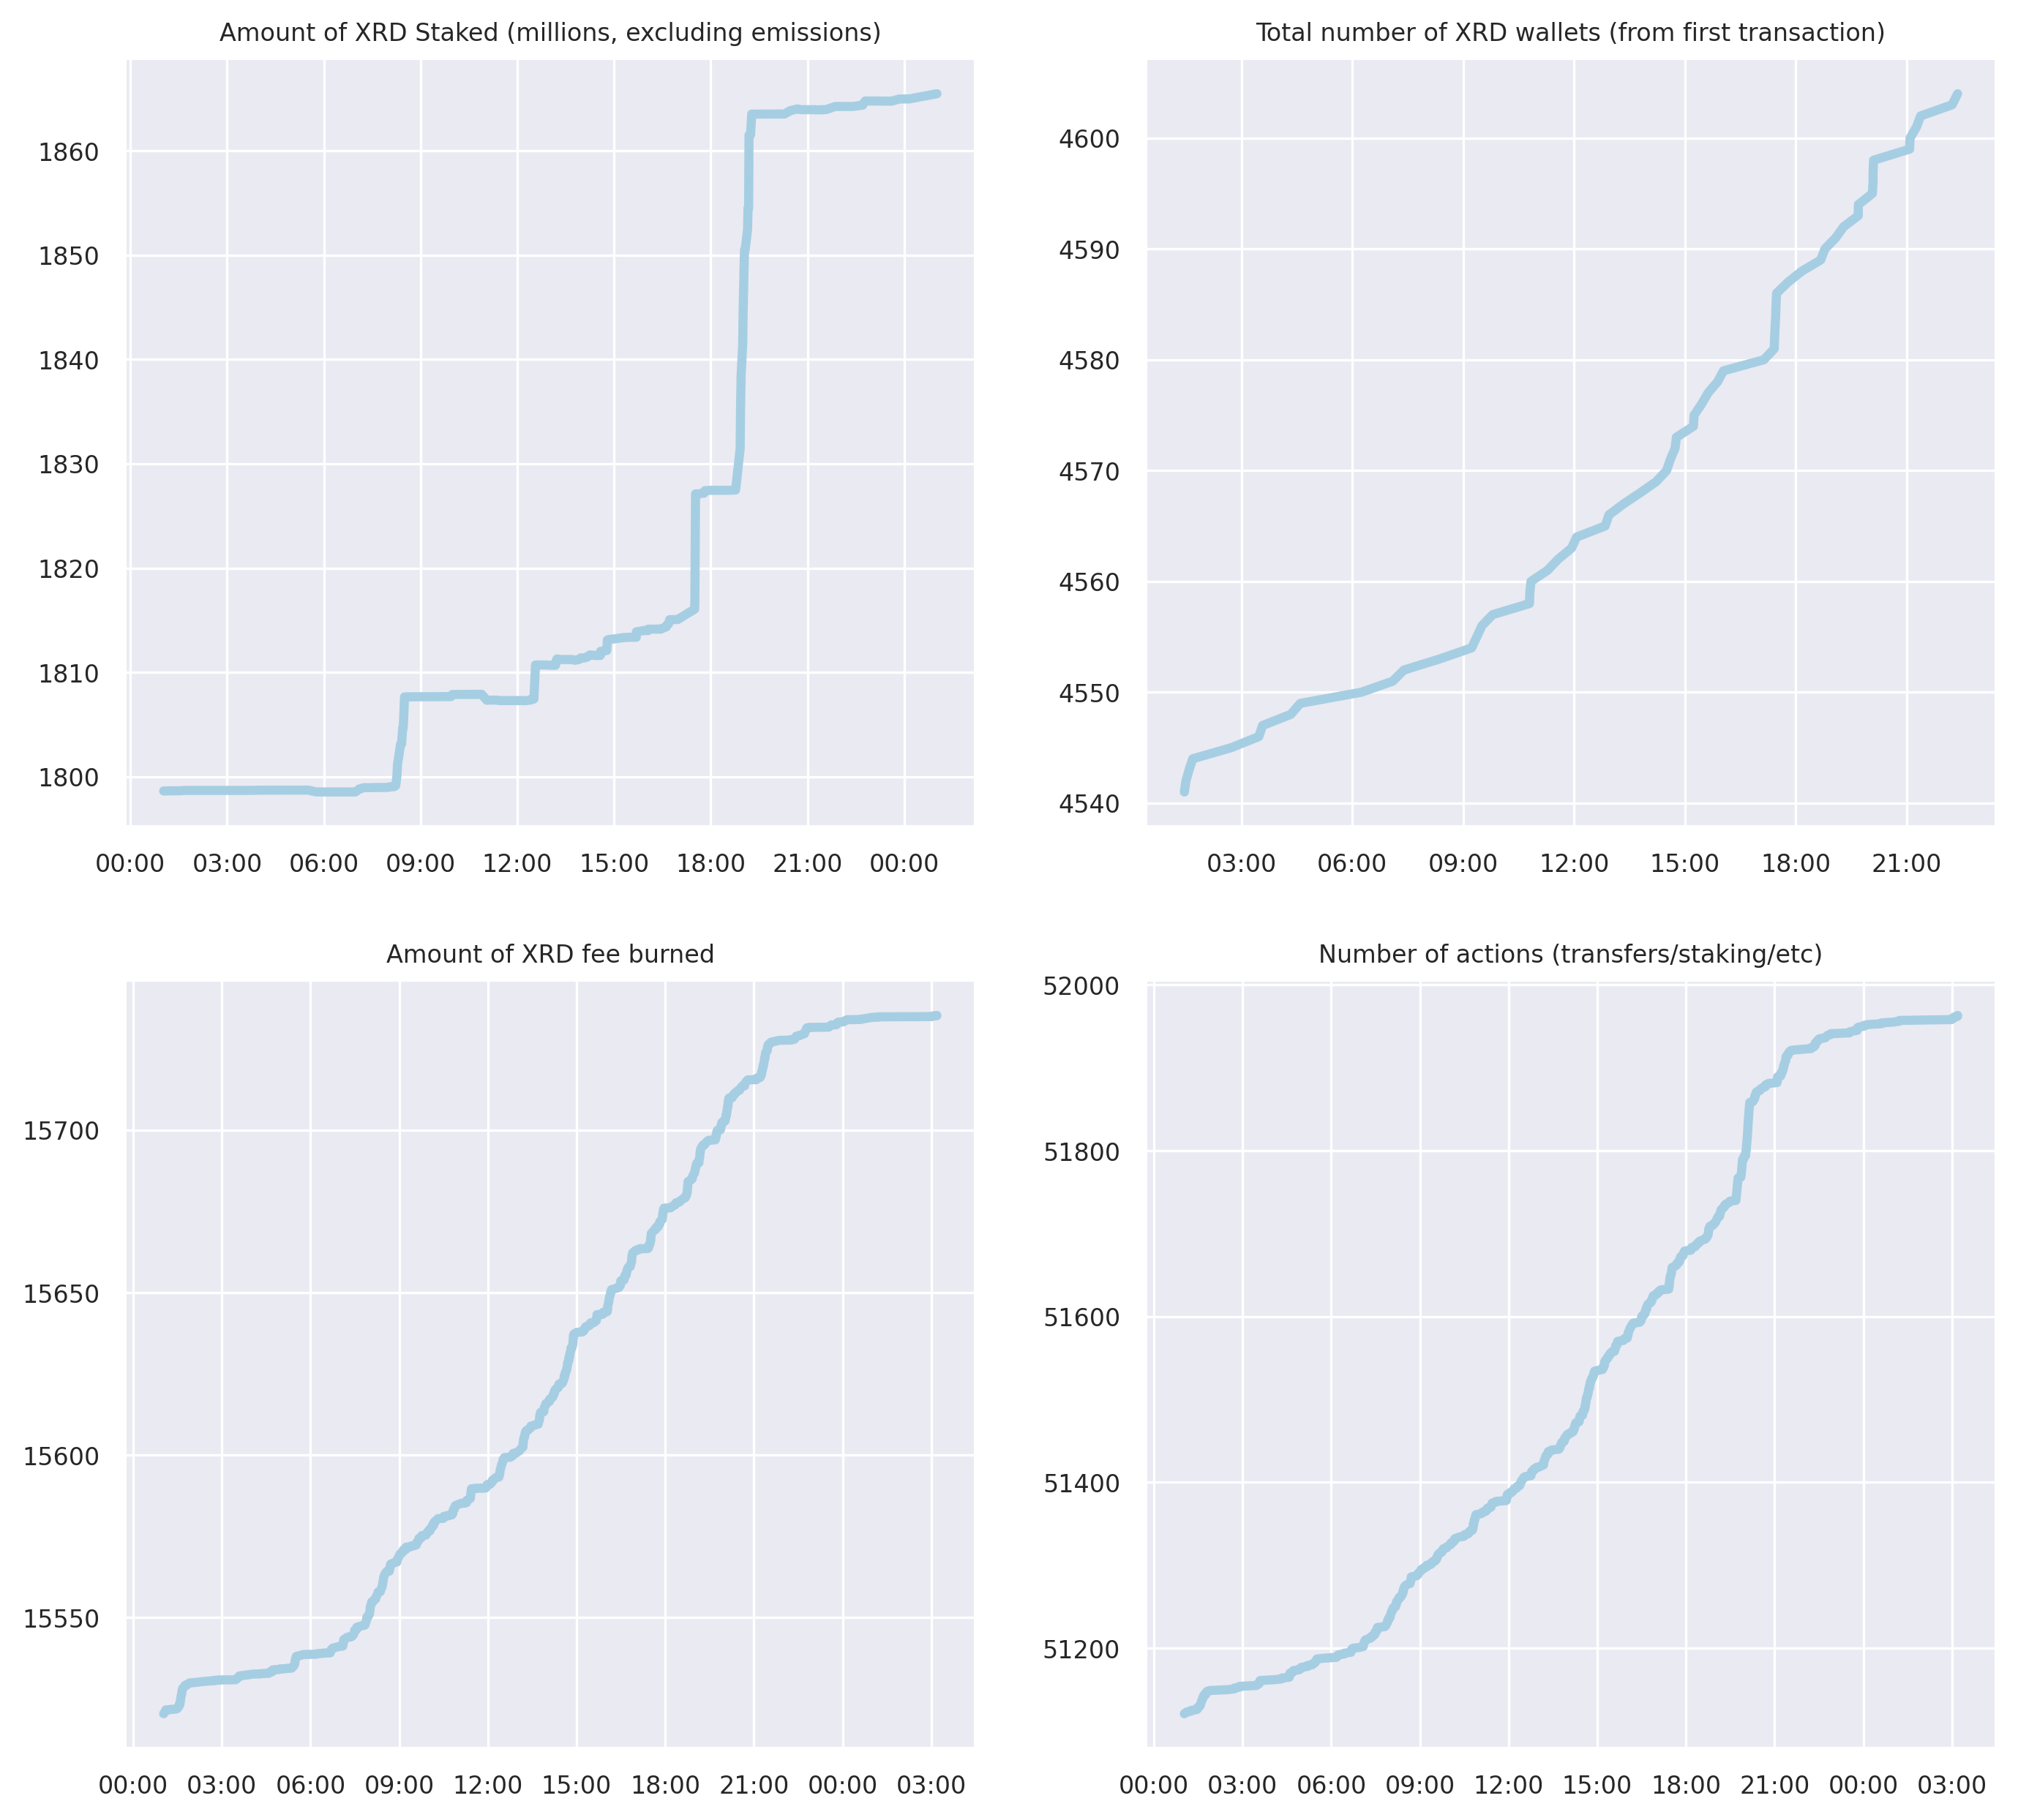 Amount of XRD Staked (millions, excluding emissions)
1860
1850
1840
1830
1820
1810
1800
00:00 03:00 06:00 09:00 12:00 15:00 18:00 21:00 00:00
Total number of XRD wallets (from first transaction)
4600
4590
4580
4570
4560
4550
4540
03:00 06:00 09:00 12:00 15:00 18:00 21:00
Amount of XRD fee burned
15700
15650
15600
15550
00:00 03:00 06:00 09:00 12:00 15:00 18:00 21:00 00:00 03:00
Number of actions (transfers/staking/etc)
52000
51800
51600
51400
51200
00:00 03:00 06:00 09:00 12:00 15:00 18:00 21:00 00:00 03:00